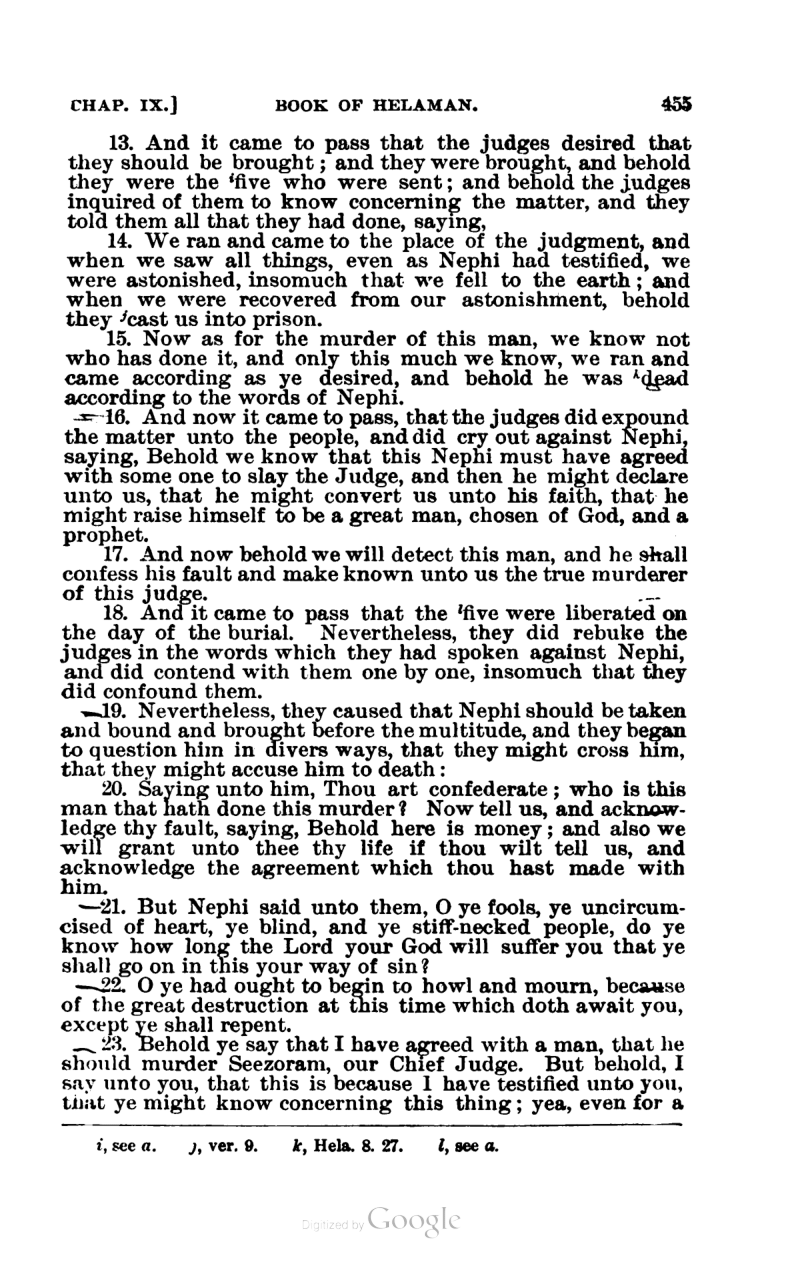 CHAP. IX.] BOOK OF HELAMAN. 455
13. And it came to pass that the judges desired that
they should be brought; and they were brought, and behold
they were the ⁱfive who were sent; and behold the judges
inquired of them to know concerning the matter, and they
told them all that they had done, saying,
14. We ran and came to the place of the judgment, and
when we saw all things, even as Nephi had testified, we
were astonished, insomuch that we fell to the earth; and
when we were recovered from our astonishment, behold
they ʲcast us into prison.
15. Now as for the murder of this man, we know not
who has done it, and only this much we know, we ran and
came according as ye desired, and behold he was ᵏdead
according to the words of Nephi.
16. And now it came to pass, that the judges did expound
the matter unto the people, and did cry out against Nephi,
saying, Behold we know that this Nephi must have agreed
with some one to slay the Judge, and then he might declare
unto us, that he might convert us unto his faith, that he
might raise himself to be a great man, chosen of God, and a
prophet.
17. And now behold we will detect this man, and he shall
confess his fault and make known unto us the true murderer
of this judge.
18. And it came to pass that the ˡfive were liberated on
the day of the burial. Nevertheless, they did rebuke the
judges in the words which they had spoken against Nephi,
and did contend with them one by one, insomuch that they
did confound them.
19. Nevertheless, they caused that Nephi should be taken
and bound and brought before the multitude, and they began
to question him in divers ways, that they might cross him,
that they might accuse him to death:
20. Saying unto him, Thou art confederate; who is this
man that hath done this murder? Now tell us, and acknow-
ledge thy fault, saying, Behold here is money; and also we
will grant unto thee thy life if thou wilt tell us, and
acknowledge the agreement which thou hast made with
him.
21. But Nephi said unto them, O ye fools, ye uncircum-
cised of heart, ye blind, and ye stiff-necked people, do ye
know how long the Lord your God will suffer you that ye
shall go on in this your way of sin?
22. O ye had ought to begin to howl and mourn, because
of the great destruction at this time which doth await you,
except ye shall repent.
23. Behold ye say that I have agreed with a man, that he
should murder Seezoram, our Chief Judge. But behold, I
say unto you, that this is because I have testified unto you,
that ye might know concerning this thing; yea, even for a
i, see a. j, ver. 9. k, Hela. 8. 27. l, see a.
Digitized by Google